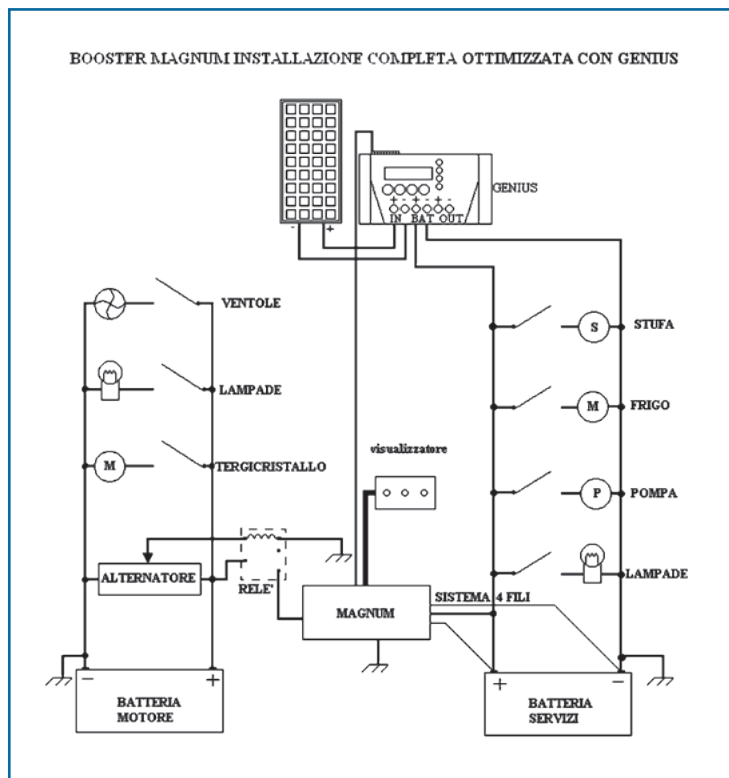 BOOSTER MAGNUM INSTALLAZIONE COMPLETA OTTIMIZZATA CON GENIUS
GENIUS
+ - + - + -
IN BAT OUT
- +
VENTOLE
S
STUFA
LAMPADE
M
FRIGO
M
TERGICRISTALLO
visualizzatore
P
POMPA
ALTERNATORE
RELE'
LAMPADE
MAGNUM
SISTEMA 4 FILI
- +
BATTERIA
MOTORE
+ -
BATTERIA
SERVIZI